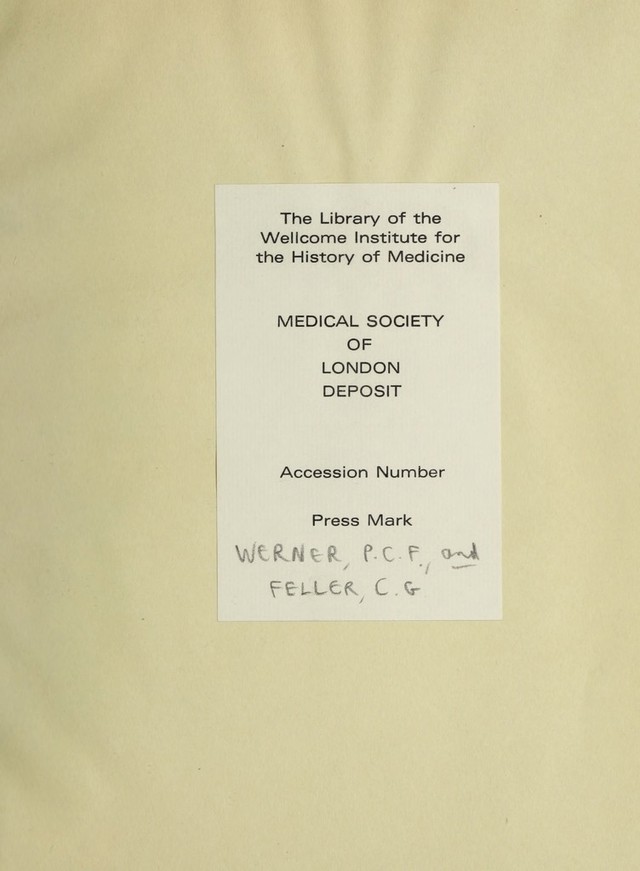 The Library of the
Wellcome Institute for
the History of Medicine
MEDICAL SOCIETY
OF
LONDON
DEPOSIT
Accession Number
Press Mark
WERNER, P.C.F., and
FELLER, C.G